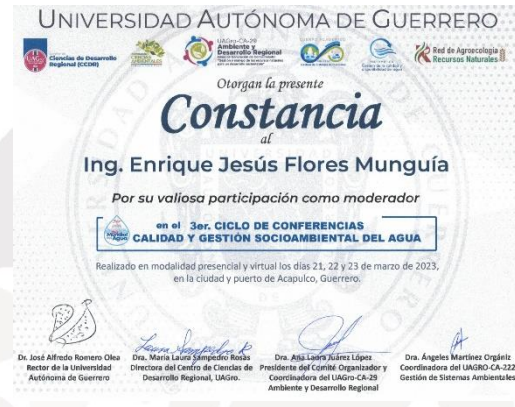 UNIVERSIDAD AUTÓNOMA DE GUERRERO
Ciencias de Desarrollo
Regional (CCDR)
UAGro-CA-29
Ambiente y
Desarrollo Regional
Red de Agroecología
Recursos Naturales
Otorgan la presente
Constancia
al
Ing. Enrique Jesús Flores Munguía
Por su valiosa participación como moderador
en el 3er. CICLO DE CONFERENCIAS
CALIDAD Y GESTIÓN SOCIOAMBIENTAL DEL AGUA
Realizado en modalidad presencial y virtual los días 21, 22 y 23 de marzo de 2023,
en la ciudad y puerto de Acapulco, Guerrero.
Dr. José Alfredo Romero Olea
Rector de la Universidad
Autónoma de Guerrero
Dra. María Laura Sampedro Rosas
Directora del Centro de Ciencias de
Desarrollo Regional, UAGro.
Dra. Ana Laura Juárez López
Presidente del Comité Organizador y
Coordinadora del UAGro-CA-29
Ambiente y Desarrollo Regional
Dra. Ángeles Martínez Orgániz
Coordinadora del UAGRO-CA-222
Gestión de Sistemas Ambientales